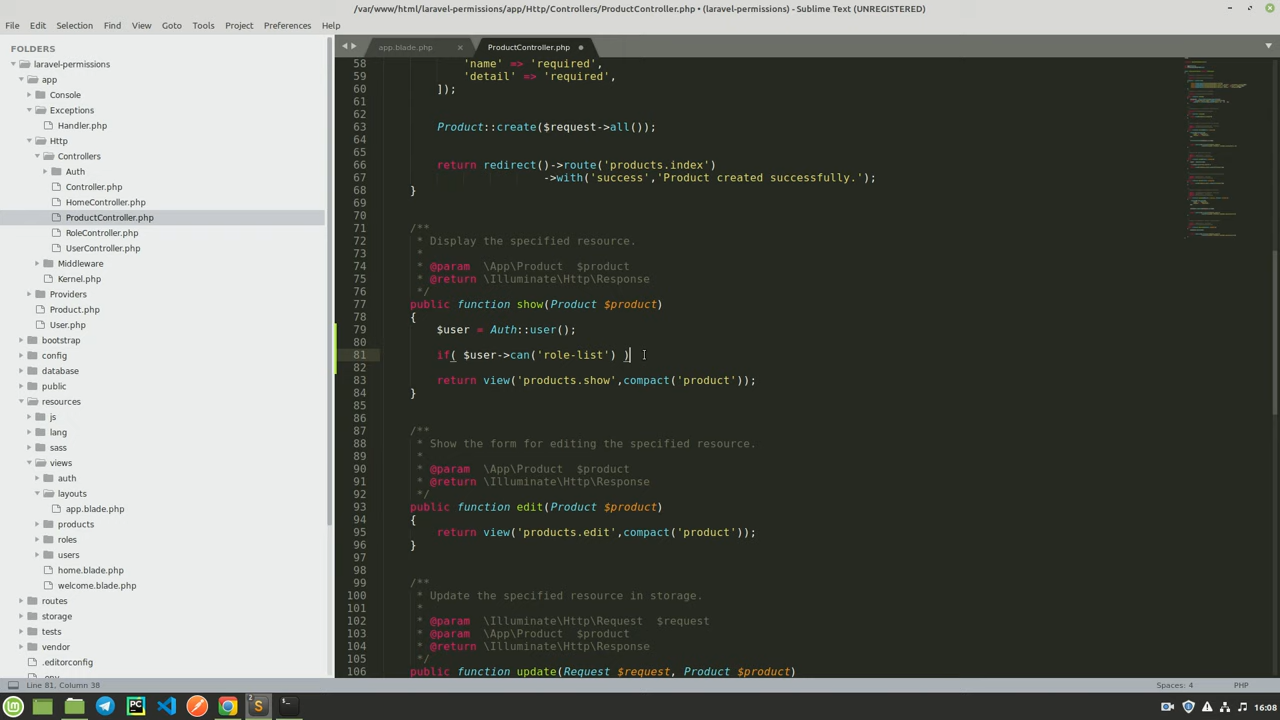 /var/www/html/laravel-permissions/app/Http/Controllers/ProductController.php • (laravel-permissions) - Sublime Text (UNREGISTERED)
File Edit Selection Find View Goto Tools Project Preferences Help
FOLDERS
laravel-permissions
app
Console
Exceptions
Handler.php
Http
Controllers
Auth
Controller.php
HomeController.php
ProductController.php
RoleController.php
UserController.php
Middleware
Kernel.php
Providers
Product.php
User.php
bootstrap
config
database
public
resources
js
lang
sass
views
auth
layouts
app.blade.php
products
roles
users
home.blade.php
welcome.blade.php
routes
storage
tests
vendor
.editorconfig
app.blade.php ProductController.php
58 'name' => 'required',
59 'detail' => 'required',
60 ]);
61
62
63 Product::create($request->all());
64
65
66 return redirect()->route('products.index')
67 ->with('success','Product created successfully.');
68 }
69
70
71 /**
72 * Display the specified resource.
73 *
74 * @param \App\Product $product
75 * @return \Illuminate\Http\Response
76 */
77 public function show(Product $product)
78 {
79 $user = Auth::user();
80
81 if( $user->can('role-list') )
82
83 return view('products.show',compact('product'));
84 }
85
86
87 /**
88 * Show the form for editing the specified resource.
89 *
90 * @param \App\Product $product
91 * @return \Illuminate\Http\Response
92 */
93 public function edit(Product $product)
94 {
95 return view('products.edit',compact('product'));
96 }
97
98
99 /**
100 * Update the specified resource in storage.
101 *
102 * @param \Illuminate\Http\Request $request
103 * @param \App\Product $product
104 * @return \Illuminate\Http\Response
105 */
106 public function update(Request $request, Product $product)
Line 81, Column 38 Spaces: 4 PHP
2
16:08